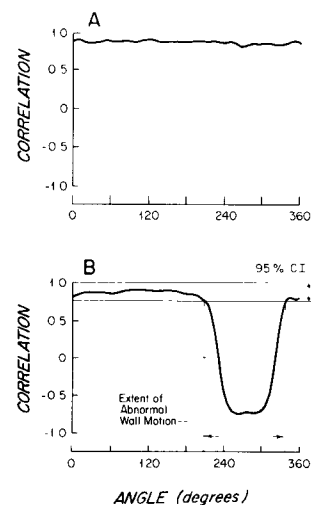 A
CORRELATION
1.0
0.5
0
-0.5
-1.0
0 120 240 360
B
95% CI
CORRELATION
1.0
0.5
0
-0.5
-1.0
Extent of
Abnormal
Wall Motion--
0 120 240 360
ANGLE (degrees)